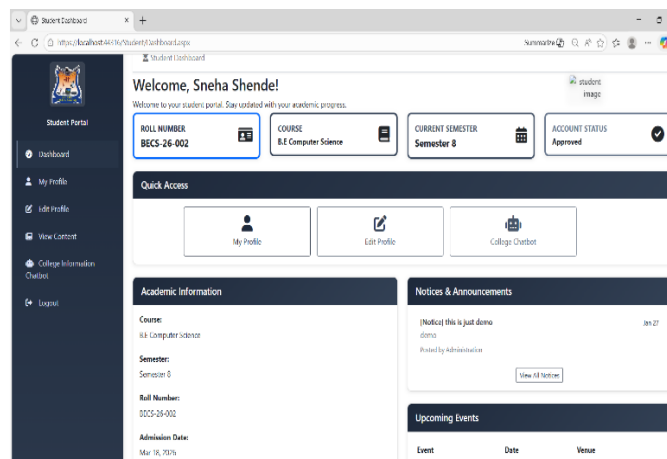 Student Dashboard
https://localhost:44316/Student/Dashboard.aspx
Summarize
Student Dashboard
Welcome, Sneha Shende!
student image
Welcome to your student portal. Stay updated with your academic progress.
Student Portal
ROLL NUMBER
BECS-26-002
COURSE
B.E Computer Science
CURRENT SEMESTER
Semester 8
ACCOUNT STATUS
Approved
Dashboard
My Profile
Edit Profile
View Content
College Information
Chatbot
Logout
Quick Access
My Profile
Edit Profile
College Chatbot
Academic Information
Course:
B.E Computer Science
Semester:
Semester 8
Roll Number:
BECS-26-002
Admission Date:
Mar 18, 2026
Notices & Announcements
[Notice] this is just demo
Jan 27
demo
Posted by Administration
View All Notices
Upcoming Events
Event Date Venue